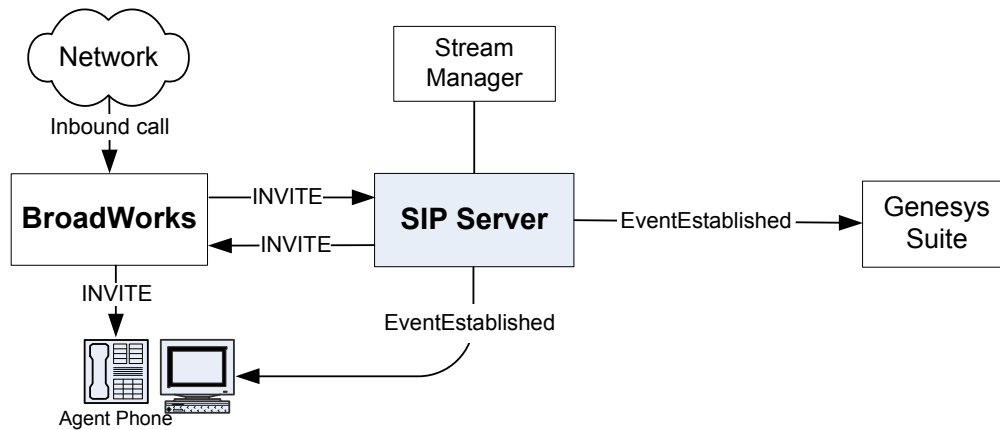 Network
Stream
Manager
Inbound call
BroadWorks
INVITE
INVITE
SIP Server
EventEstablished
Genesys
Suite
INVITE
EventEstablished
Agent Phone